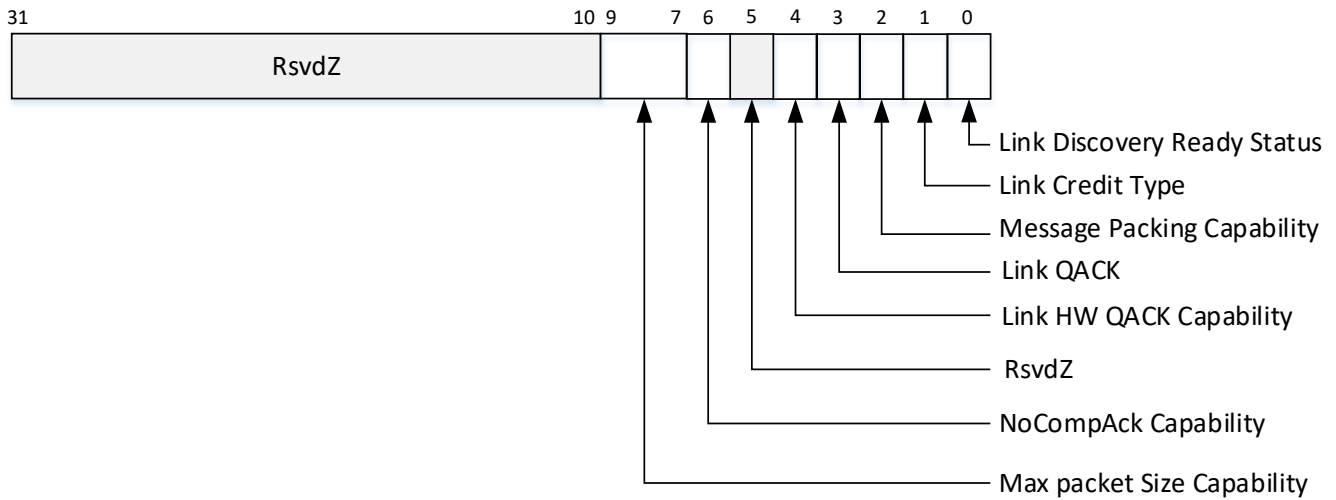 31 10 9 7 6 5 4 3 2 1 0
RsvdZ
Link Discovery Ready Status
Link Credit Type
Message Packing Capability
Link QACK
Link HW QACK Capability
RsvdZ
NoCompAck Capability
Max packet Size Capability